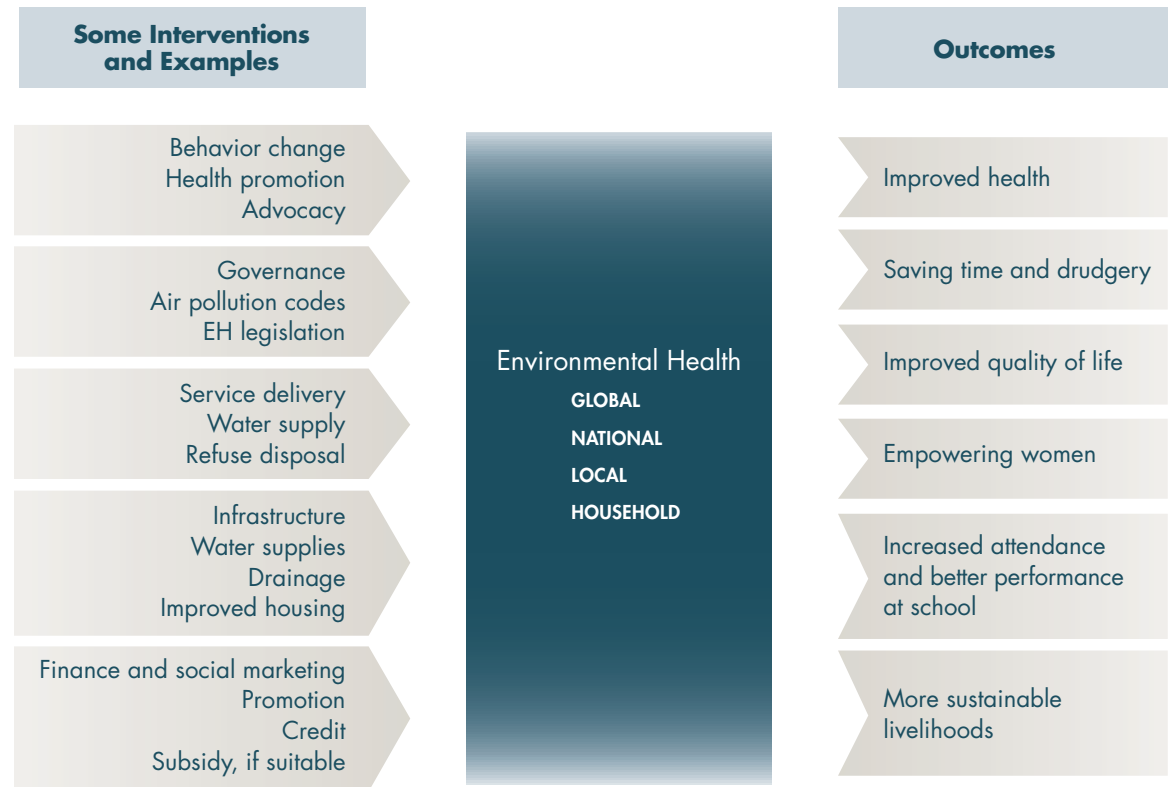 Some Interventions
and Examples
Behavior change
Health promotion
Advocacy
Governance
Air pollution codes
EH legislation
Service delivery
Water supply
Refuse disposal
Infrastructure
Water supplies
Drainage
Improved housing
Finance and social marketing
Promotion
Credit
Subsidy, if suitable
Environmental Health
GLOBAL
NATIONAL
LOCAL
HOUSEHOLD
Outcomes
Improved health
Saving time and drudgery
Improved quality of life
Empowering women
Increased attendance
and better performance
at school
More sustainable
livelihoods